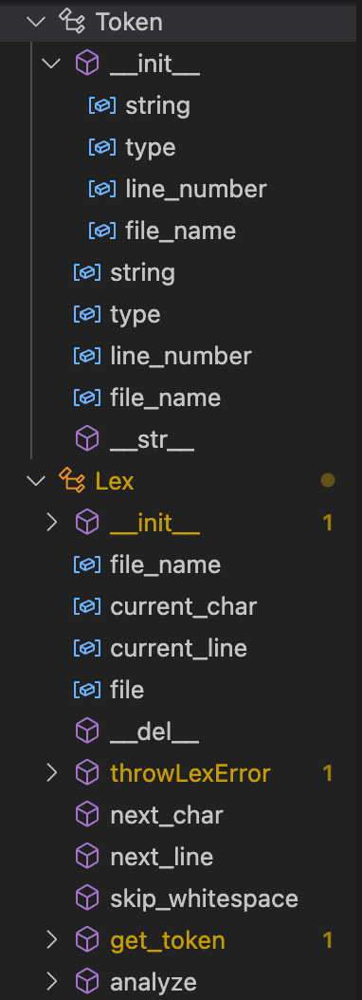 Token
__init__
string
type
line_number
file_name
string
type
line_number
file_name
__str__
Lex
__init__ 1
file_name
current_char
current_line
file
__del__
throwLexError 1
next_char
next_line
skip_whitespace
get_token 1
analyze